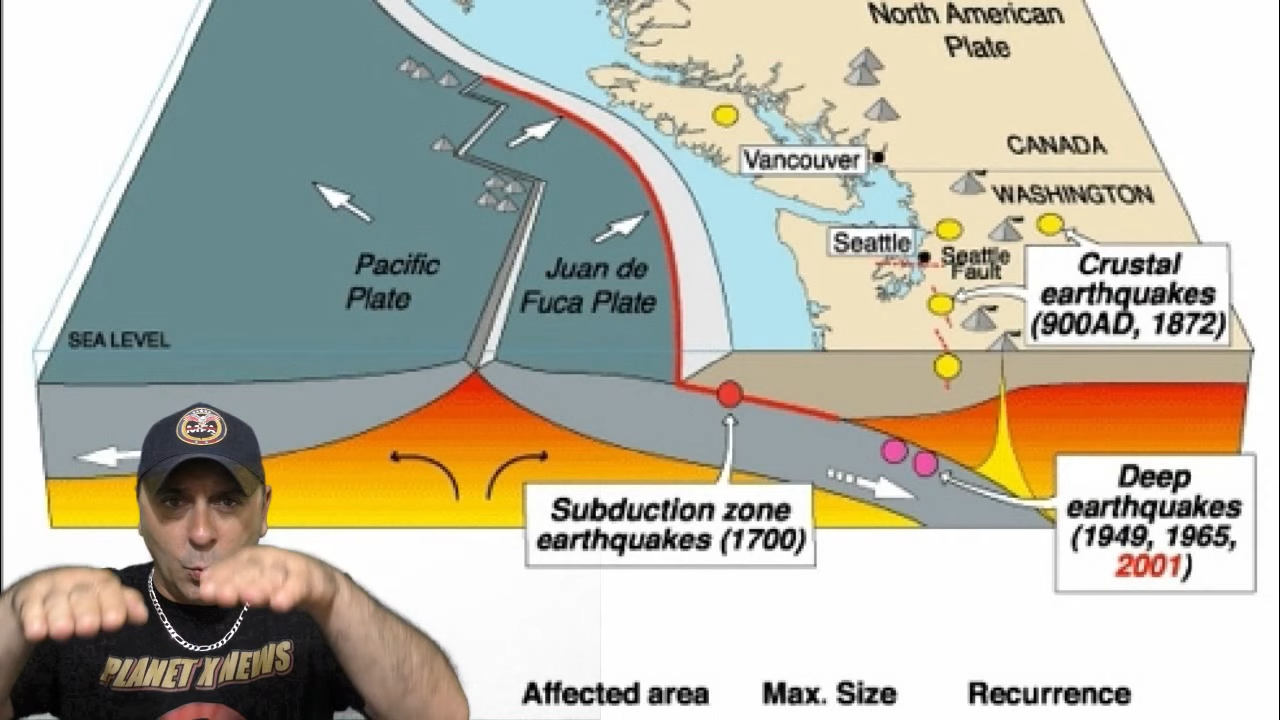 North American
Plate
CANADA
Vancouver
WASHINGTON
Seattle
Seattle
Fault
Crustal
earthquakes
(900AD, 1872)
Pacific
Plate
Juan de
Fuca Plate
SEA LEVEL
Deep
earthquakes
(1949, 1965,
2001)
Subduction zone
earthquakes (1700)
PLANET X NEWS
Affected area Max. Size Recurrence